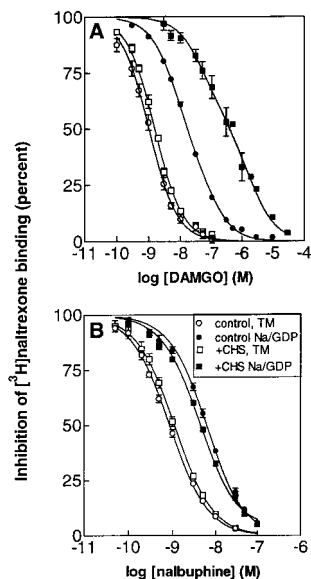 Inhibition of [³H]naltrexone binding (percent)
A
100
75
50
25
0
-11 -10 -9 -8 -7 -6 -5 -4
log [DAMGO] (M)
B
100
75
50
25
0
control, TM
control Na/GDP
+CHS, TM
+CHS Na/GDP
-11 -10 -9 -8 -7 -6
log [nalbuphine] (M)